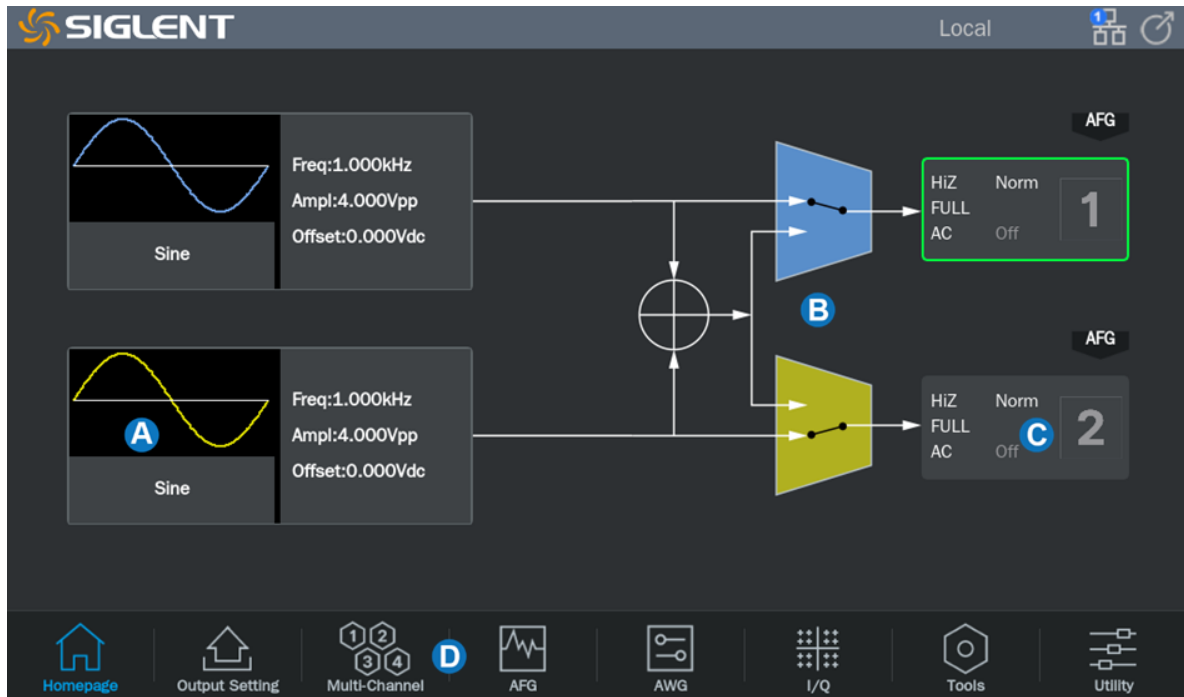 SIGLENT
Local
1
AFG
Freq:1.000kHz
Ampl:4.000Vpp
Offset:0.000Vdc
Sine
HiZ Norm
FULL
AC Off
1
B
AFG
Freq:1.000kHz
Ampl:4.000Vpp
Offset:0.000Vdc
A
Sine
HiZ Norm
FULL
AC Off
C
2
1 2
3 4
D
Homepage
Output Setting
Multi-Channel
AFG
AWG
I/Q
Tools
Utility